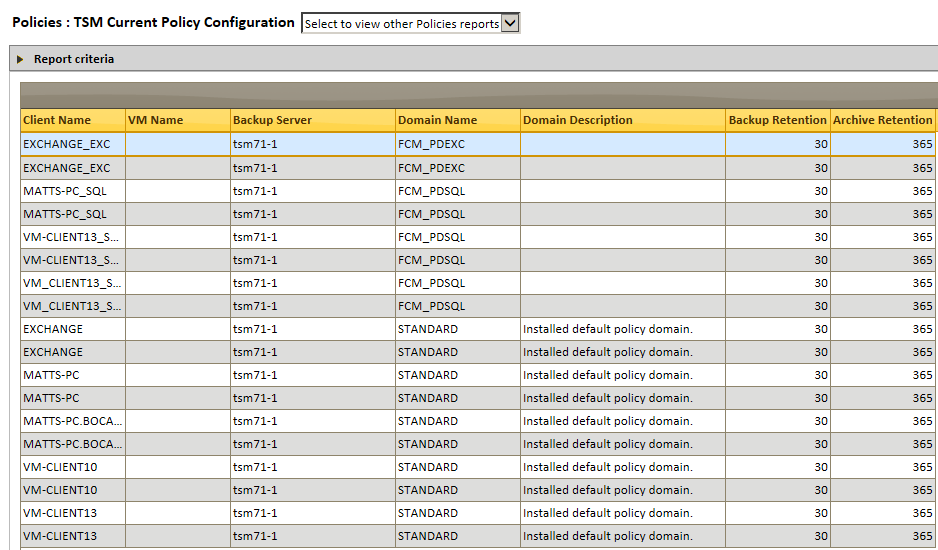 Policies : TSM Current Policy Configuration Select to view other Policies reports
Report criteria
Client Name VM Name Backup Server Domain Name Domain Description Backup Retention Archive Retention
EXCHANGE_EXC tsm71-1 FCM_PDEXC 30 365
EXCHANGE_EXC tsm71-1 FCM_PDEXC 30 365
MATTS-PC_SQL tsm71-1 FCM_PDSQL 30 365
MATTS-PC_SQL tsm71-1 FCM_PDSQL 30 365
VM-CLIENT13_S... tsm71-1 FCM_PDSQL 30 365
VM-CLIENT13_S... tsm71-1 FCM_PDSQL 30 365
VM_CLIENT13_S... tsm71-1 FCM_PDSQL 30 365
VM_CLIENT13_S... tsm71-1 FCM_PDSQL 30 365
EXCHANGE tsm71-1 STANDARD Installed default policy domain. 30 365
EXCHANGE tsm71-1 STANDARD Installed default policy domain. 30 365
MATTS-PC tsm71-1 STANDARD Installed default policy domain. 30 365
MATTS-PC tsm71-1 STANDARD Installed default policy domain. 30 365
MATTS-PC.BOCA... tsm71-1 STANDARD Installed default policy domain. 30 365
MATTS-PC.BOCA... tsm71-1 STANDARD Installed default policy domain. 30 365
VM-CLIENT10 tsm71-1 STANDARD Installed default policy domain. 30 365
VM-CLIENT10 tsm71-1 STANDARD Installed default policy domain. 30 365
VM-CLIENT13 tsm71-1 STANDARD Installed default policy domain. 30 365
VM-CLIENT13 tsm71-1 STANDARD Installed default policy domain. 30 365